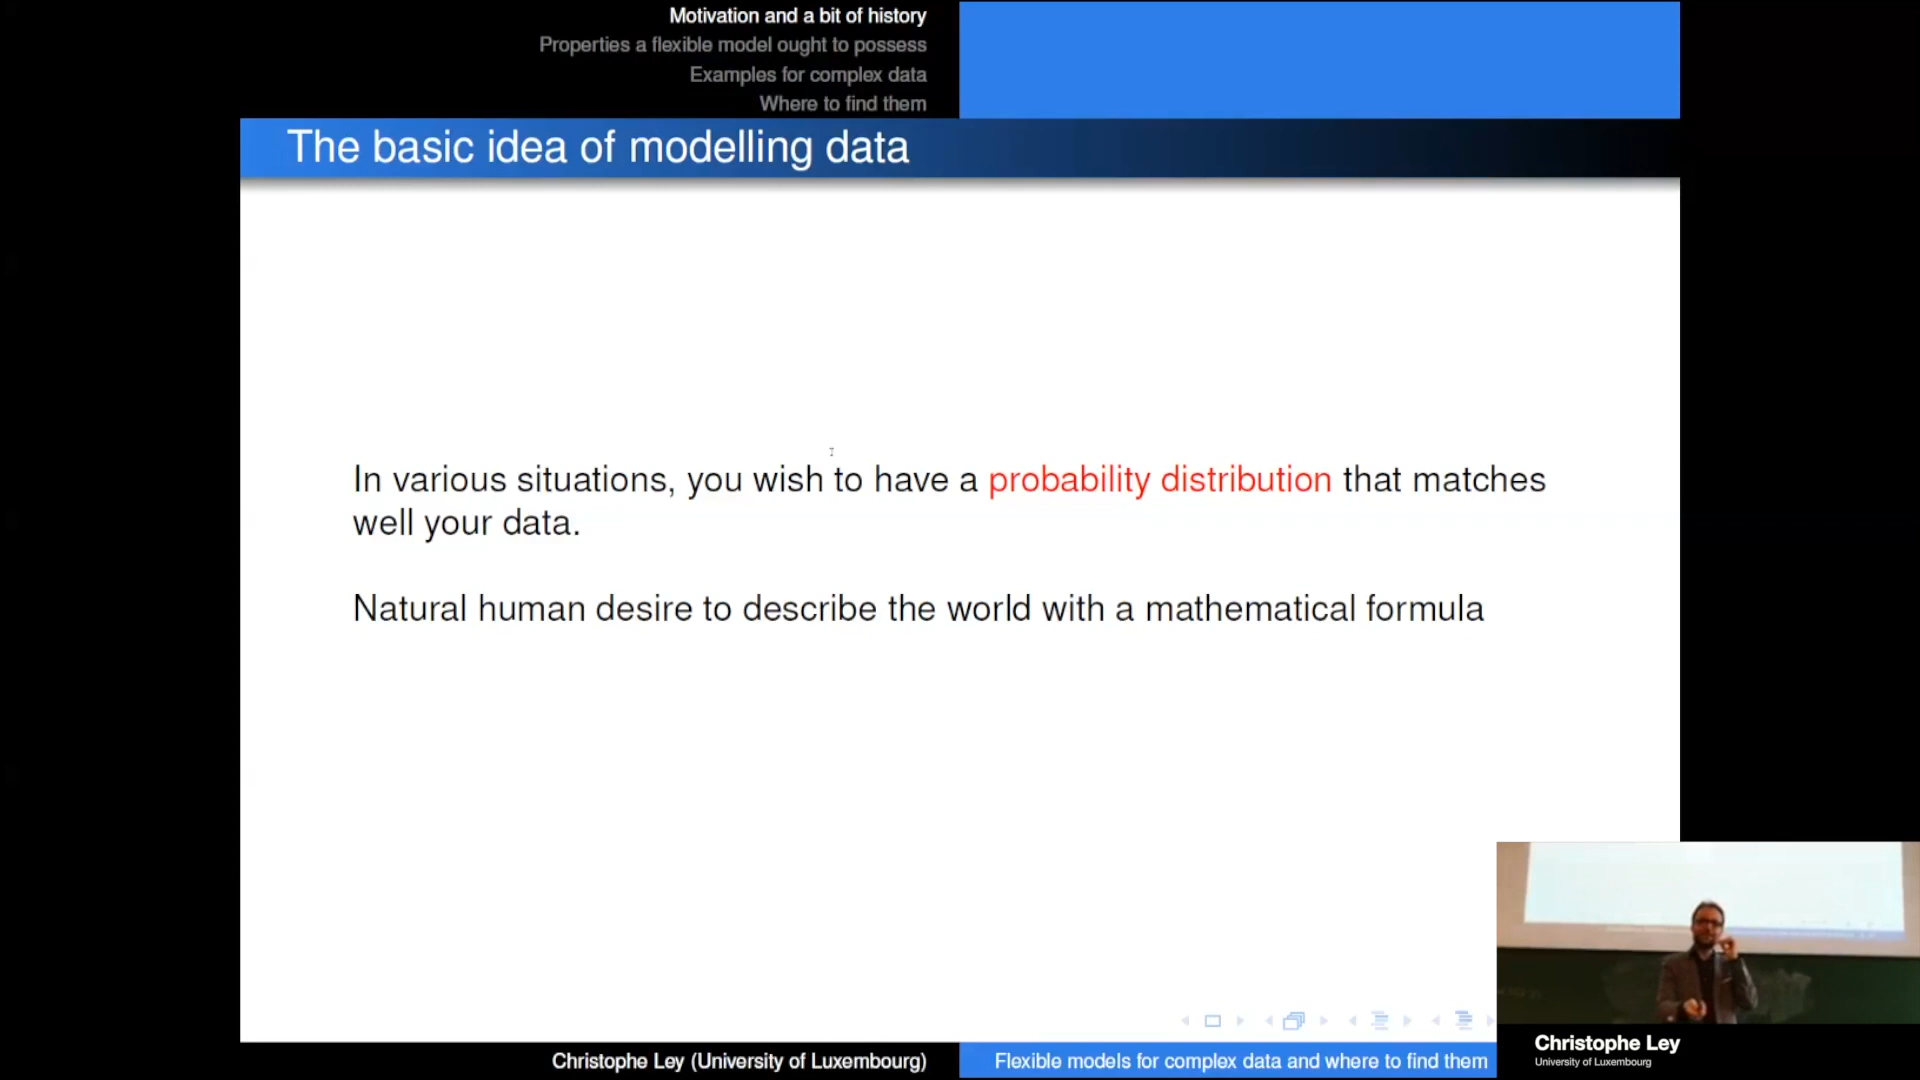 Motivation and a bit of history
Properties a flexible model ought to possess
Examples for complex data
Where to find them
The basic idea of modelling data
In various situations, you wish to have a probability distribution that matches
well your data.
Natural human desire to describe the world with a mathematical formula
Christophe Ley (University of Luxembourg)
Flexible models for complex data and where to find them
Christophe Ley
University of Luxembourg